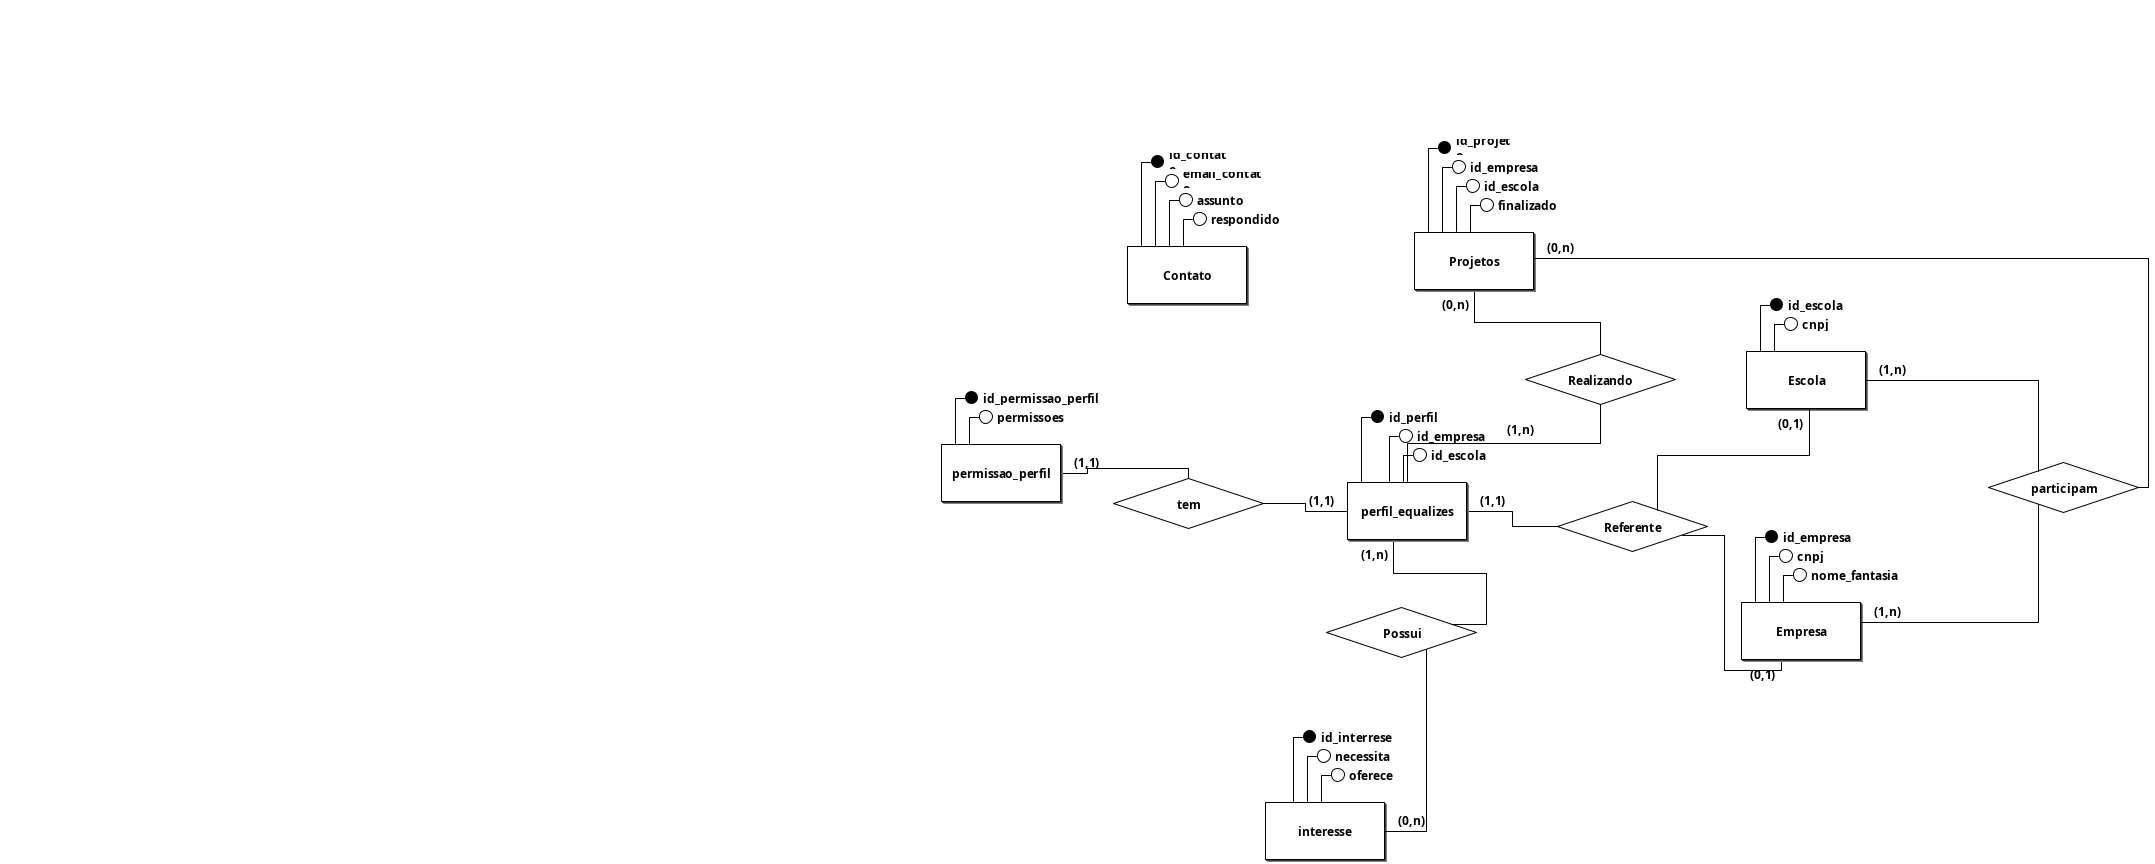 id_projet
id_contat
id_empresa
email_contat
id_escola
assunto
finalizado
respondido
(0,n)
Projetos
Contato
(0,n)
id_escola
cnpj
(1,n)
Realizando
Escola
id_permissao_perfil
id_perfil
permissoes
(0,1)
(1,n)
id_empresa
id_escola
(1,1)
permissao_perfil
participam
(1,1)
(1,1)
tem
perfil_equalizes
Referente
id_empresa
(1,n)
cnpj
nome_fantasia
(1,n)
Possui
Empresa
(0,1)
id_interrese
necessita
oferece
(0,n)
interesse